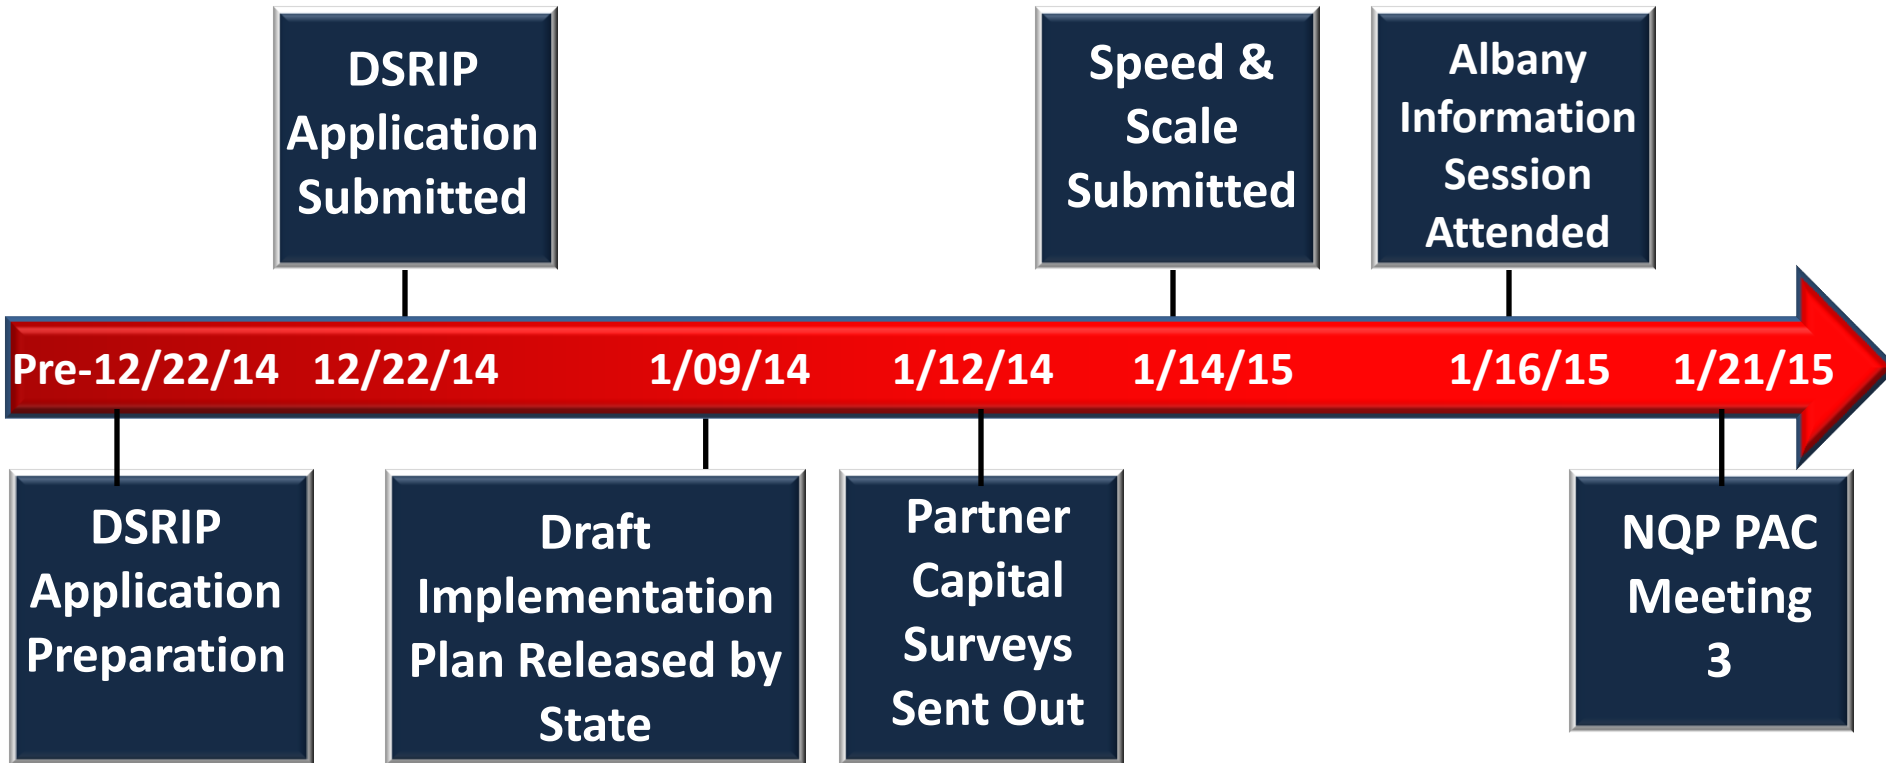 DSRIP
Application
Submitted
Speed &
Scale
Submitted
Albany
Information
Session
Attended
Pre-12/22/14
12/22/14
1/09/14
1/12/14
1/14/15
1/16/15
1/21/15
DSRIP
Application
Preparation
Draft
Implementation
Plan Released by
State
Partner
Capital
Surveys
Sent Out
NQP PAC
Meeting
3